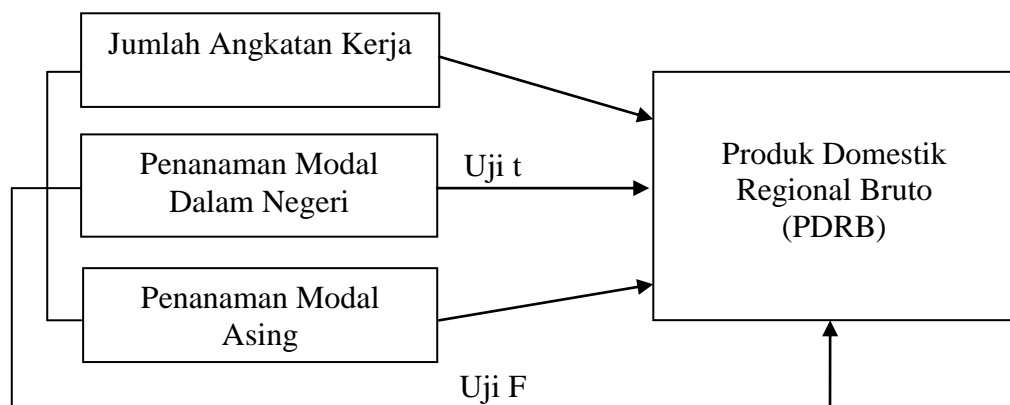 Jumlah Angkatan Kerja
Penanaman Modal
Dalam Negeri
Uji t
Produk Domestik
Regional Bruto
(PDRB)
Penanaman Modal
Asing
Uji F